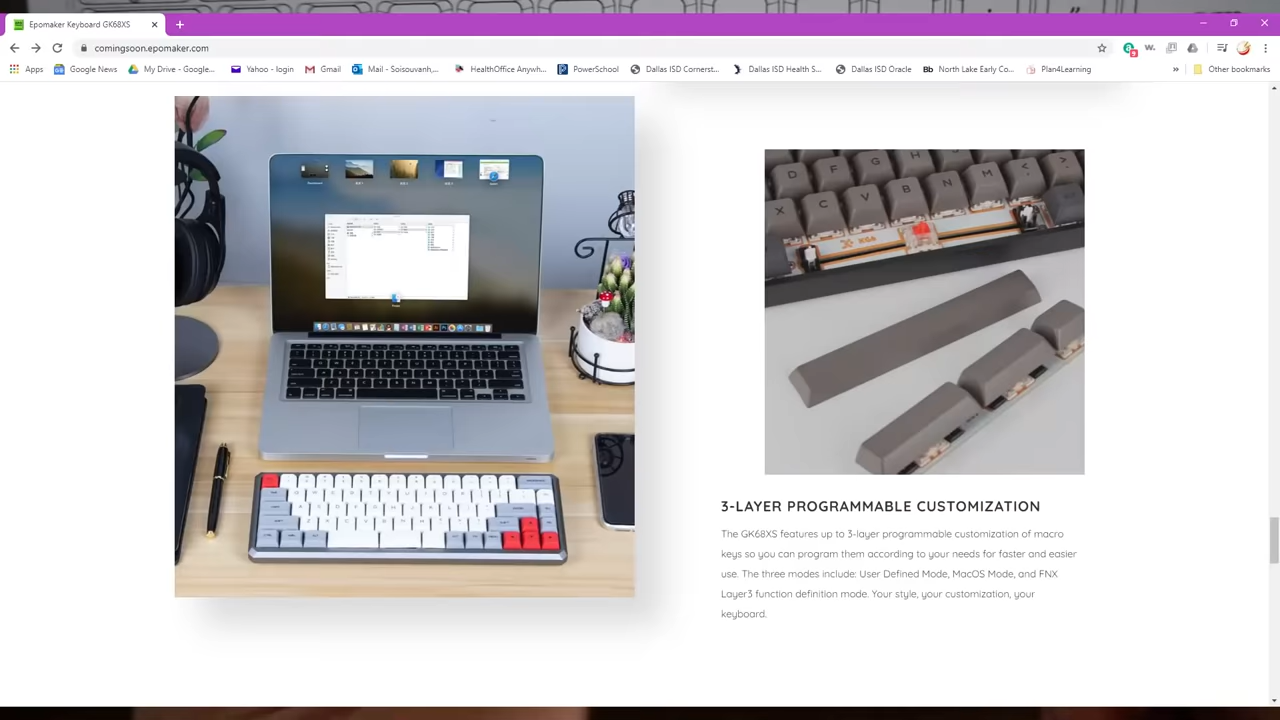 Epomaker Keyboard GK68XS
comingsoon.epomaker.com
Apps
Google News
My Drive - Google...
Yahoo - login
Gmail
Mail - Soisouvanh,...
HealthOffice Anywh...
PowerSchool
Dallas ISD Cornerst...
Dallas ISD Health S...
Dallas ISD Oracle
Bb North Lake Early Co...
Plan4Learning
»
Other bookmarks
D F G H J K L
X C V B N M < >
3-LAYER PROGRAMMABLE CUSTOMIZATION
The GK68XS features up to 3-layer programmable customization of macro
keys so you can program them according to your needs for faster and easier
use. The three modes include: User Defined Mode, MacOS Mode, and FNX
Layer3 function definition mode. Your style, your customization, your
keyboard.